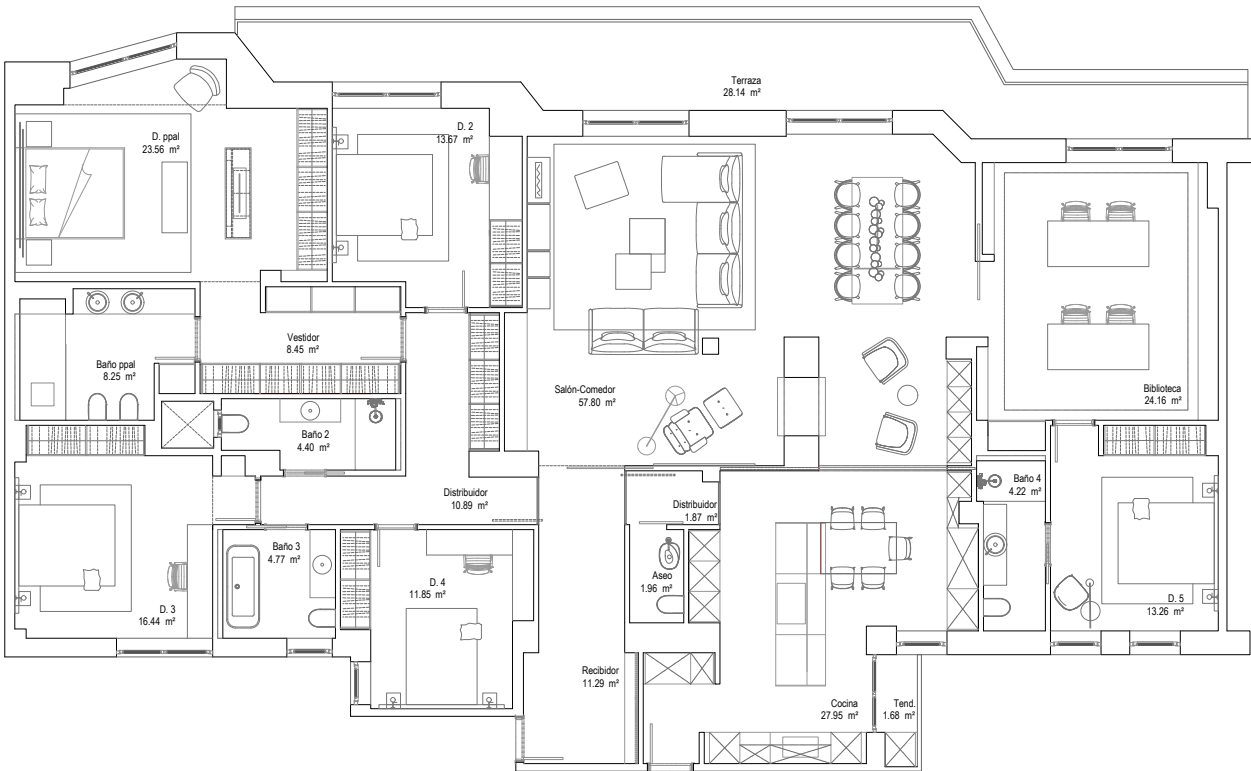 Terraza
28.14 m²
D. ppal
23.56 m²
D. 2
13.67 m²
Vestidor
8.45 m²
Baño ppal
8.25 m²
Salón-Comedor
57.80 m²
Biblioteca
24.16 m²
Baño 2
4.40 m²
Distribuidor
10.89 m²
Distribuidor
1.87 m²
Baño 4
4.22 m²
Baño 3
4.77 m²
D. 4
11.85 m²
Aseo
1.96 m²
D. 3
16.44 m²
D. 5
13.26 m²
Recibidor
11.29 m²
Cocina
27.95 m²
Tend.
1.68 m²